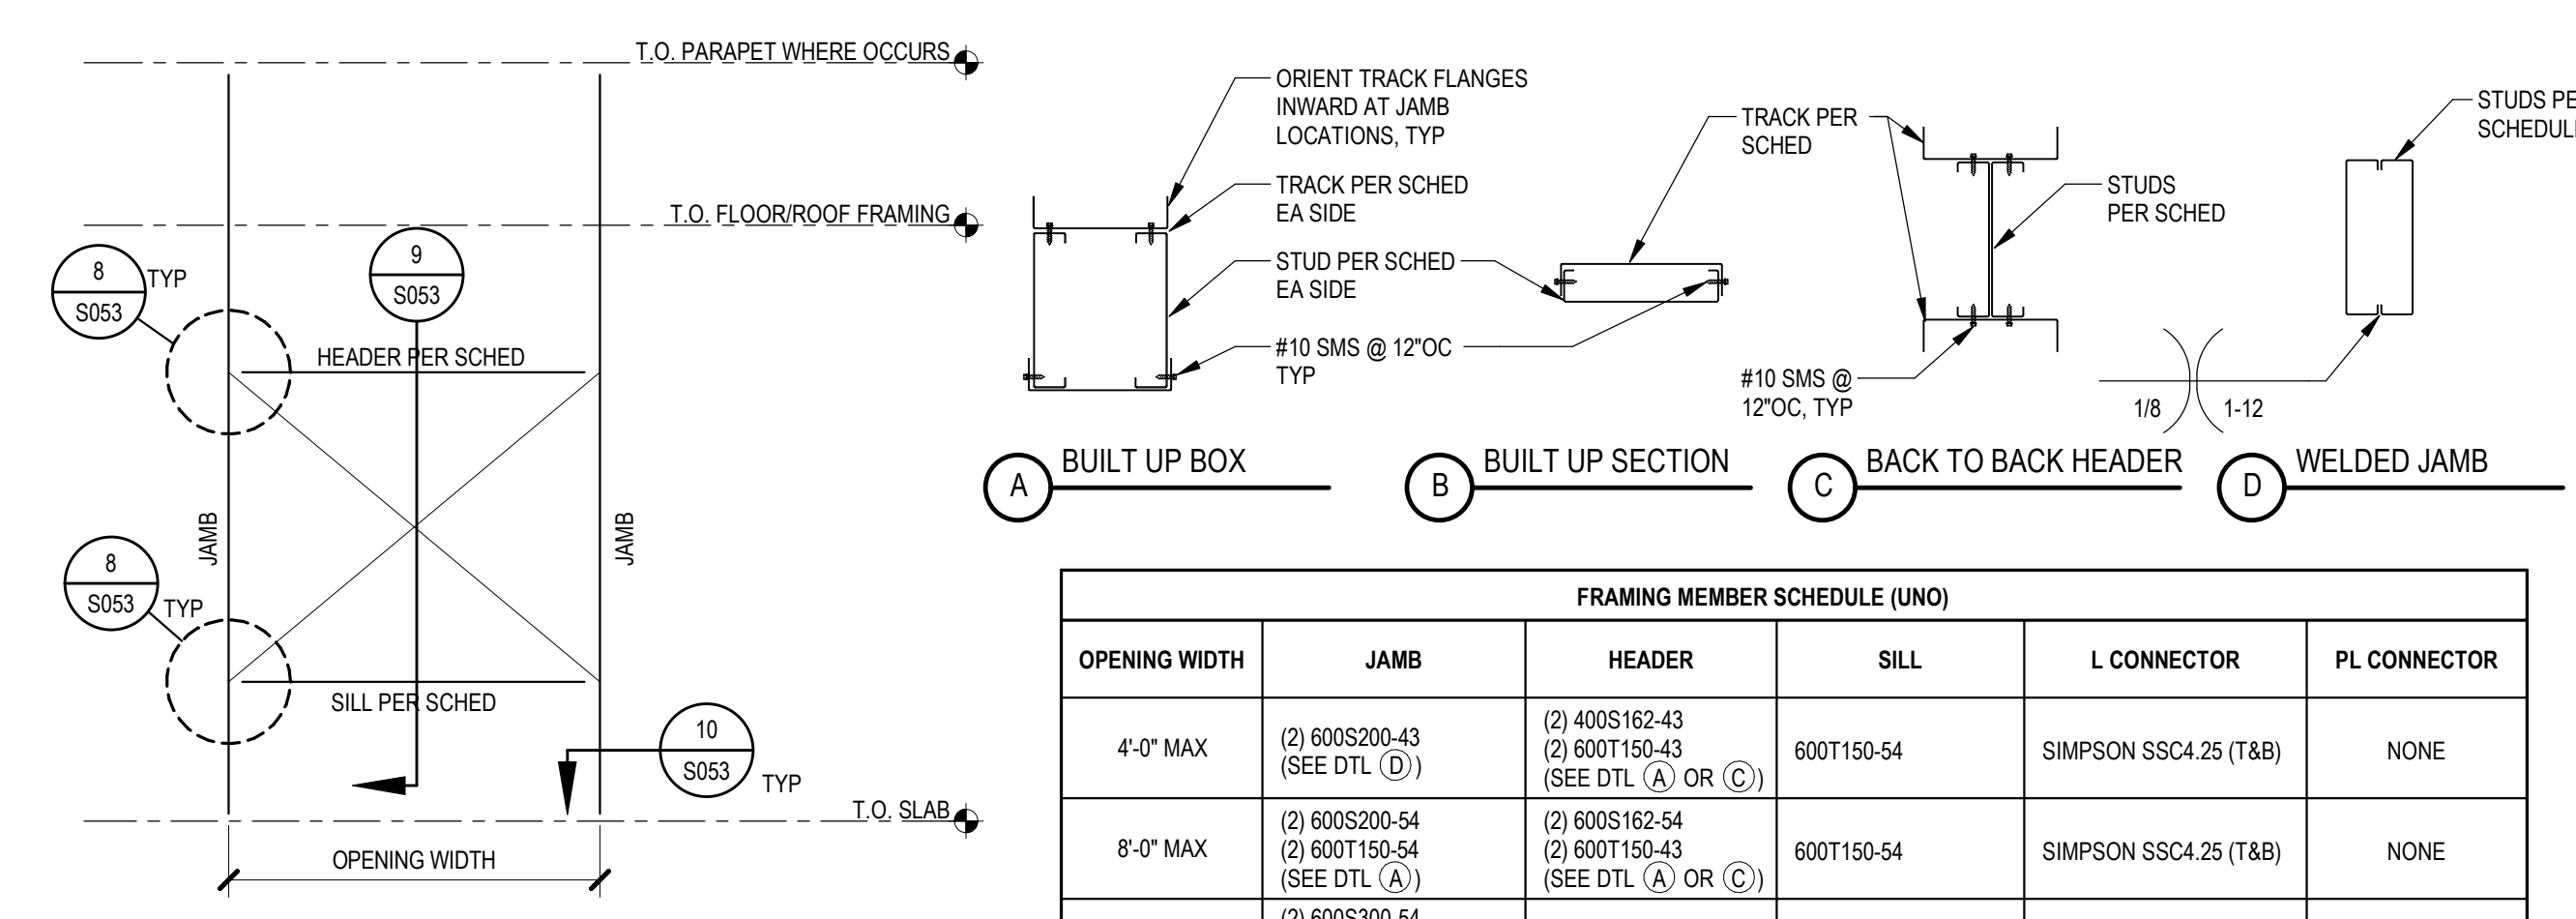 T.O. PARAPET WHERE OCCURS
T.O. FLOOR/ROOF FRAMING
8
S053
TYP
9
S053
HEADER PER SCHED
JAMB
JAMB
8
S053
TYP
SILL PER SCHED
10
S053
TYP
T.O. SLAB
OPENING WIDTH
ORIENT TRACK FLANGES
INWARD AT JAMB
LOCATIONS, TYP
TRACK PER SCHED
EA SIDE
STUD PER SCHED
EA SIDE
#10 SMS @ 12"OC
TYP
TRACK PER
SCHED
STUDS
PER SCHED
#10 SMS @
12"OC, TYP
STUDS
1/8
1-12
A BUILT UP BOX
B BUILT UP SECTION
C BACK TO BACK HEADER
D WELDED JAMB
FRAMING MEMBER SCHEDULE (UNO)
OPENING WIDTH JAMB HEADER SILL L CONNECTOR PL CONNECTOR
4'-0" MAX
(2) 600S200-43
(SEE DTL D)
(2) 400S162-43
(2) 600T150-43
(SEE DTL A OR C)
600T150-54
SIMPSON SSC4.25 (T&B)
NONE
8'-0" MAX
(2) 600S200-54
(2) 600T150-54
(SEE DTL A)
(2) 600S162-54
(2) 600T150-43
(SEE DTL A OR C)
600T150-54
SIMPSON SSC4.25 (T&B)
NONE
(2) 600S300-54